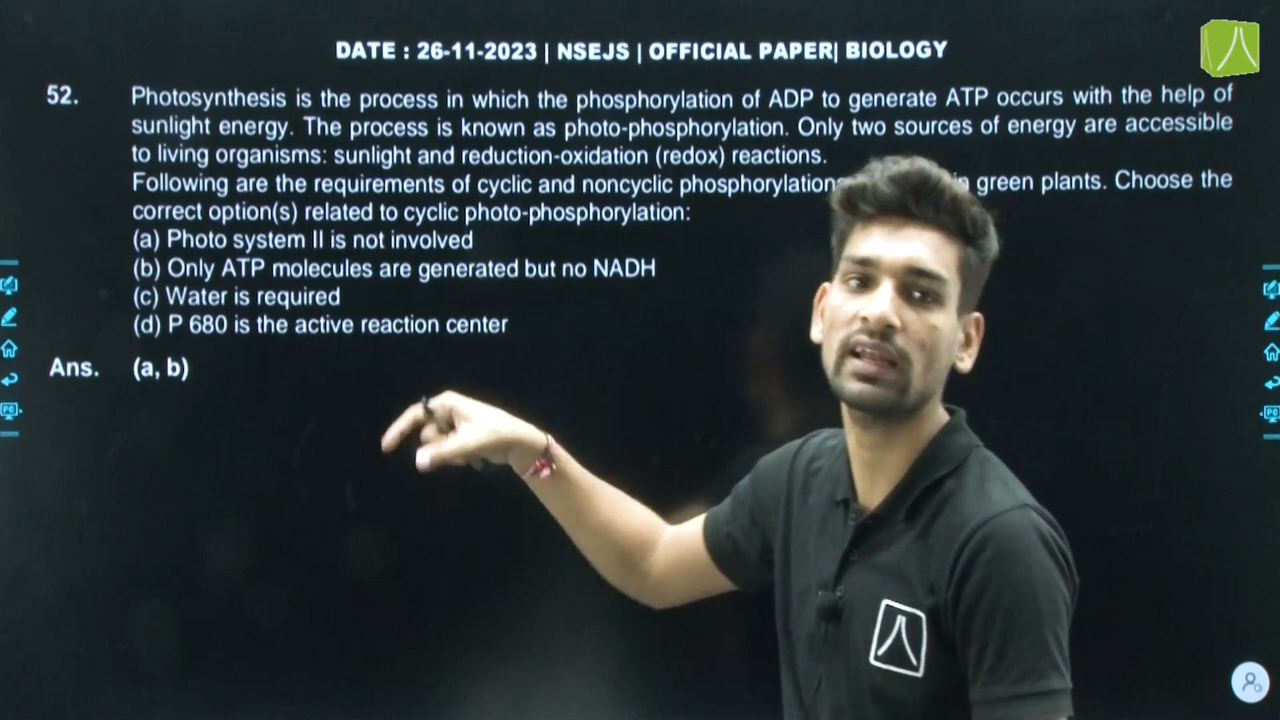 DATE : 26-11-2023 | NSEJS | OFFICIAL PAPER| BIOLOGY
52. Photosynthesis is the process in which the phosphorylation of ADP to generate ATP occurs with the help of
sunlight energy. The process is known as photo-phosphorylation. Only two sources of energy are accessible
to living organisms: sunlight and reduction-oxidation (redox) reactions.
Following are the requirements of cyclic and noncyclic phosphorylations green plants. Choose the
correct option(s) related to cyclic photo-phosphorylation:
(a) Photo system II is not involved
(b) Only ATP molecules are generated but no NADH
(c) Water is required
(d) P 680 is the active reaction center
Ans. (a, b)
PC
PC